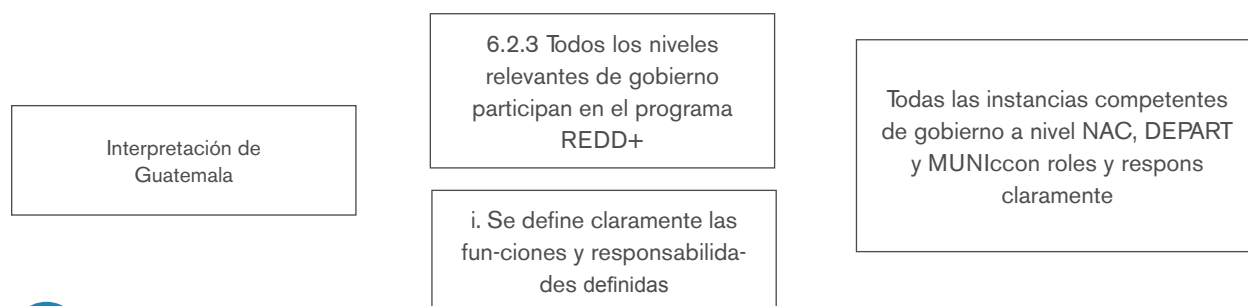 Interpretación de
Guatemala
6.2.3 Todos los niveles
relevantes de gobierno
participan en el programa
REDD+
i. Se define claramente las
fun-ciones y responsabilida-
des definidas
Todas las instancias competentes
de gobierno a nivel NAC, DEPART
y MUNIccon roles y respons
claramente